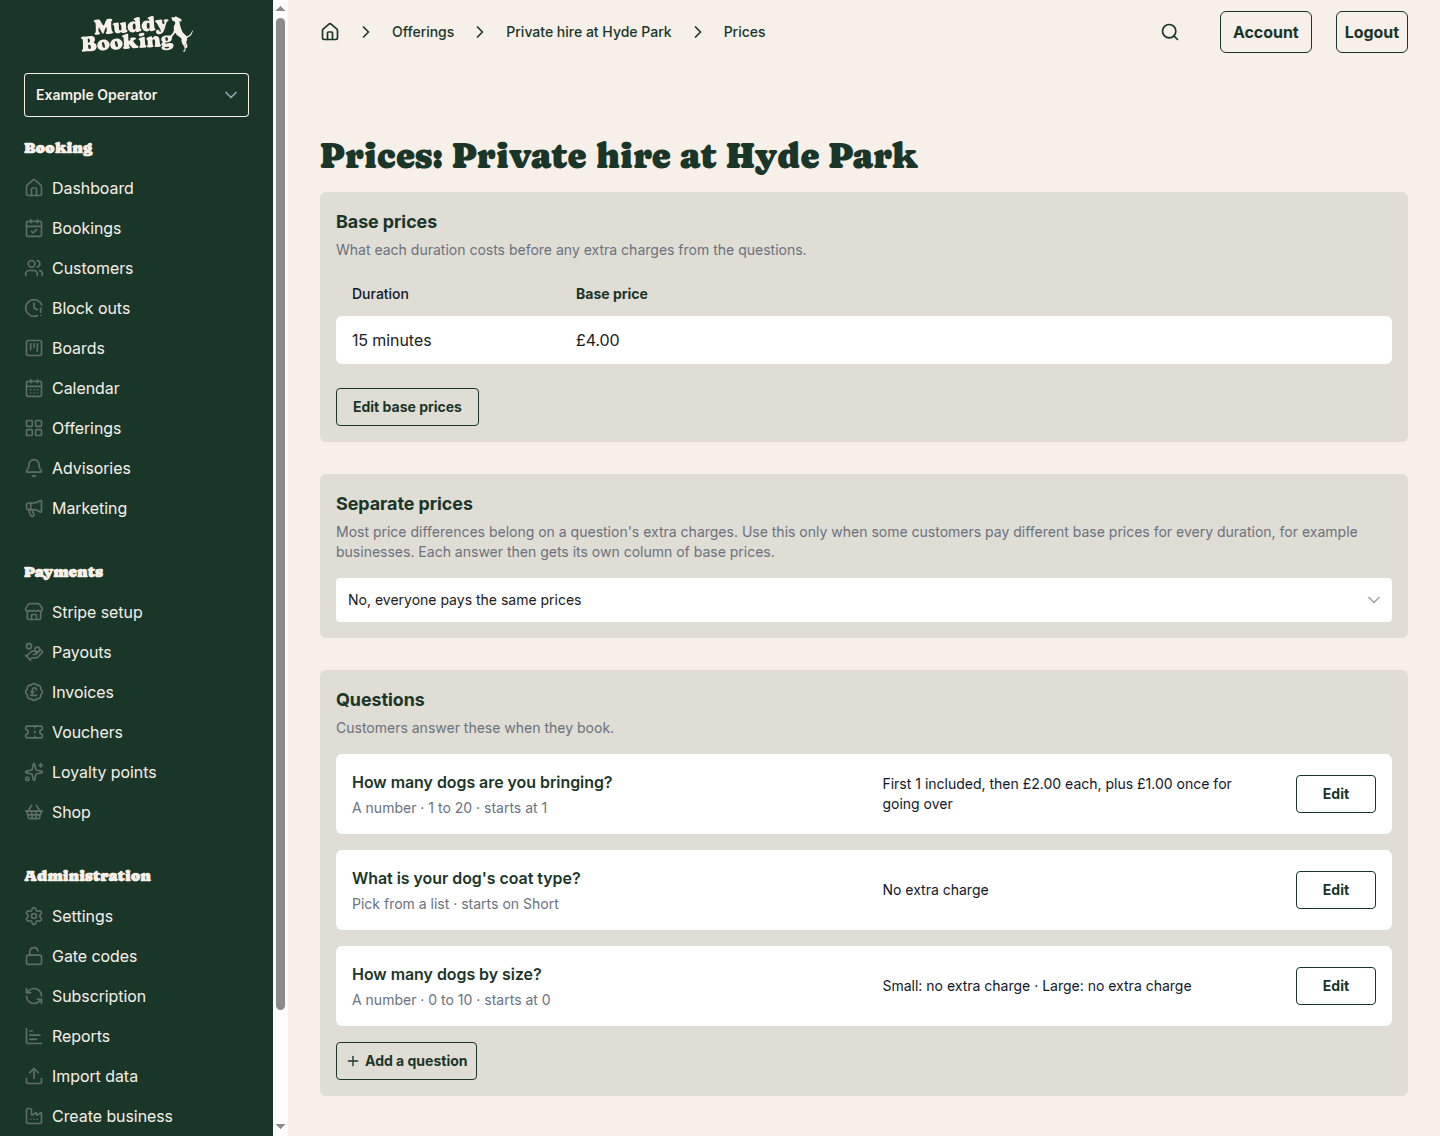 Muddy
Booking
Example Operator
Booking
Dashboard
Bookings
Customers
Block outs
Boards
Calendar
Offerings
Advisories
Marketing
Payments
Stripe setup
Payouts
Invoices
Vouchers
Loyalty points
Shop
Administration
Settings
Gate codes
Subscription
Reports
Import data
Create business
Offerings
Private hire at Hyde Park
Prices
Account
Logout
Prices: Private hire at Hyde Park
Base prices
What each duration costs before any extra charges from the questions.
Duration
Base price
15 minutes
£4.00
Edit base prices
Separate prices
Most price differences belong on a question's extra charges. Use this only when some customers pay different base prices for every duration, for example
businesses. Each answer then gets its own column of base prices.
No, everyone pays the same prices
Questions
Customers answer these when they book.
How many dogs are you bringing?
A number · 1 to 20 · starts at 1
First 1 included, then £2.00 each, plus £1.00 once for
going over
Edit
What is your dog's coat type?
Pick from a list · starts on Short
No extra charge
Edit
How many dogs by size?
A number · 0 to 10 · starts at 0
Small: no extra charge · Large: no extra charge
Edit
Add a question